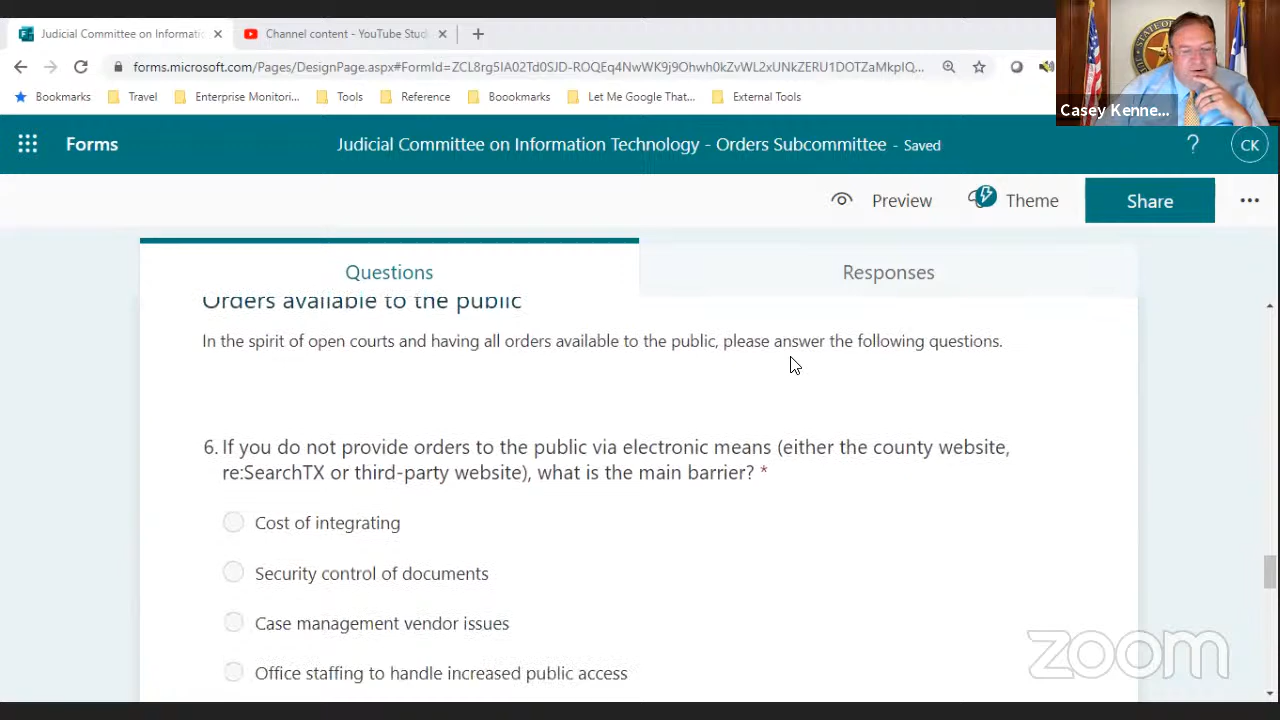 Judicial Committee on Informatic
Channel content - YouTube Stud
forms.microsoft.com/Pages/DesignPage.aspx#FormId=ZCL8rg5IA02Td0SJD-ROQEq4NwWK9j9Ohwh0kZvWL2xUNkZERU1DOTZaMkpIQ...
Bookmarks Travel Enterprise Monitori... Tools Reference Boookmarks Let Me Google That... External Tools
Casey Kenne...
Forms Judicial Committee on Information Technology - Orders Subcommittee - Saved ? CK
Preview Theme Share ...
Questions Responses
Orders available to the public
In the spirit of open courts and having all orders available to the public, please answer the following questions.
6. If you do not provide orders to the public via electronic means (either the county website,
re:SearchTX or third-party website), what is the main barrier? *
Cost of integrating
Security control of documents
Case management vendor issues
Office staffing to handle increased public access
zoom